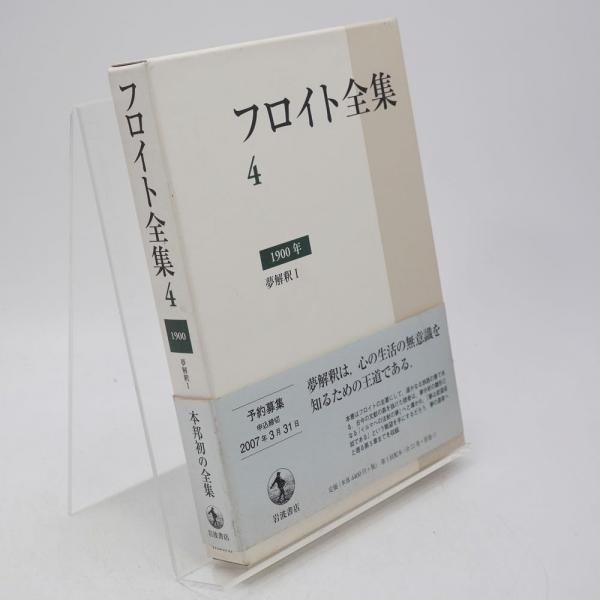 フロイト全集
4
1900年
夢解釈 I
夢解釈は，心の生活の無意識を
知るための王道である．
予約募集
申込締切
2007年3月31日
岩波書店
フロイト全集 4
1900
夢解釈 I
本邦初の全集
岩波書店